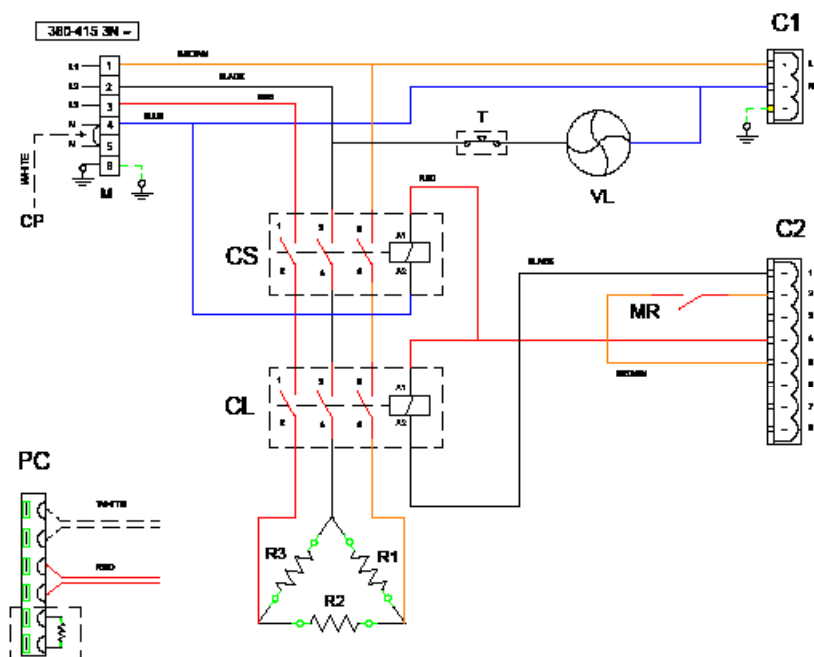 380-415 3N ~
C1
L1
1
BROWN
L
L2
2
BLACK
N
L3
3
RED
N
4
BLUE
T
N
5
WHITE
6
M
VL
CP
RED
C2
1
3
5
A1
CS
2
4
6
A2
BLACK
1
2
MR
3
4
5
BROWN
6
7
8
1
3
5
A1
CL
2
4
6
A2
PC
WHITE
RED
R3
R1
R2